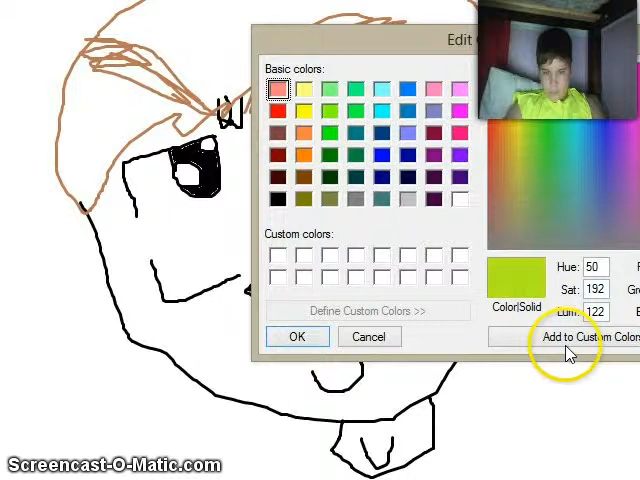 Edit
Basic colors:
Custom colors:
Define Custom Colors >>
OK
Cancel
Hue: 50
Sat: 192
Lum: 122
Color|Solid
Add to Custom Colors
Screencast-O-Matic.com